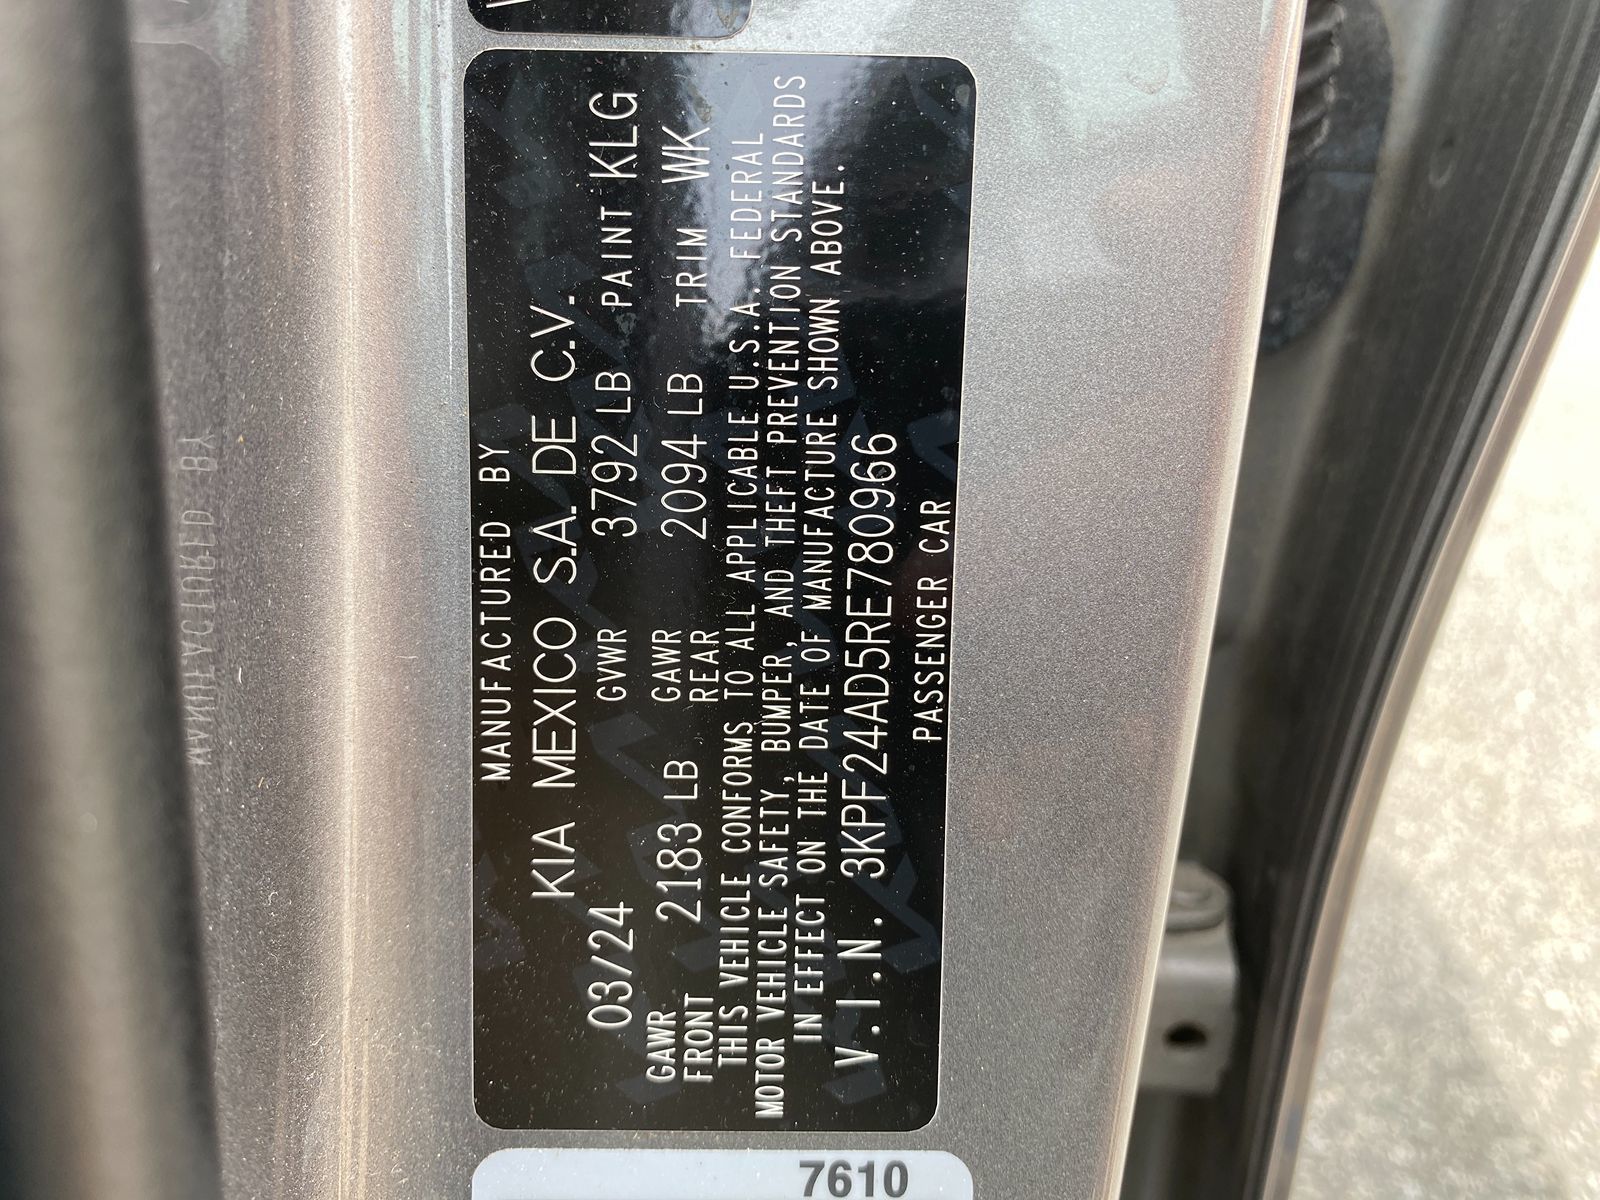 MANUFACTURED BY
KIA MEXICO S.A. DE C.V.
03/24 GVWR 3792 LB PAINT KLG
GAWR FRONT 2183 LB GAWR REAR 2094 LB TRIM WK
THIS VEHICLE CONFORMS TO ALL APPLICABLE U.S.A. FEDERAL
MOTOR VEHICLE SAFETY, BUMPER, AND THEFT PREVENTION STANDARDS
IN EFFECT ON THE DATE OF MANUFACTURE SHOWN ABOVE.
V.I.N. 3KPF24AD5RE780966
PASSENGER CAR
7610
MANUFACTURED BY